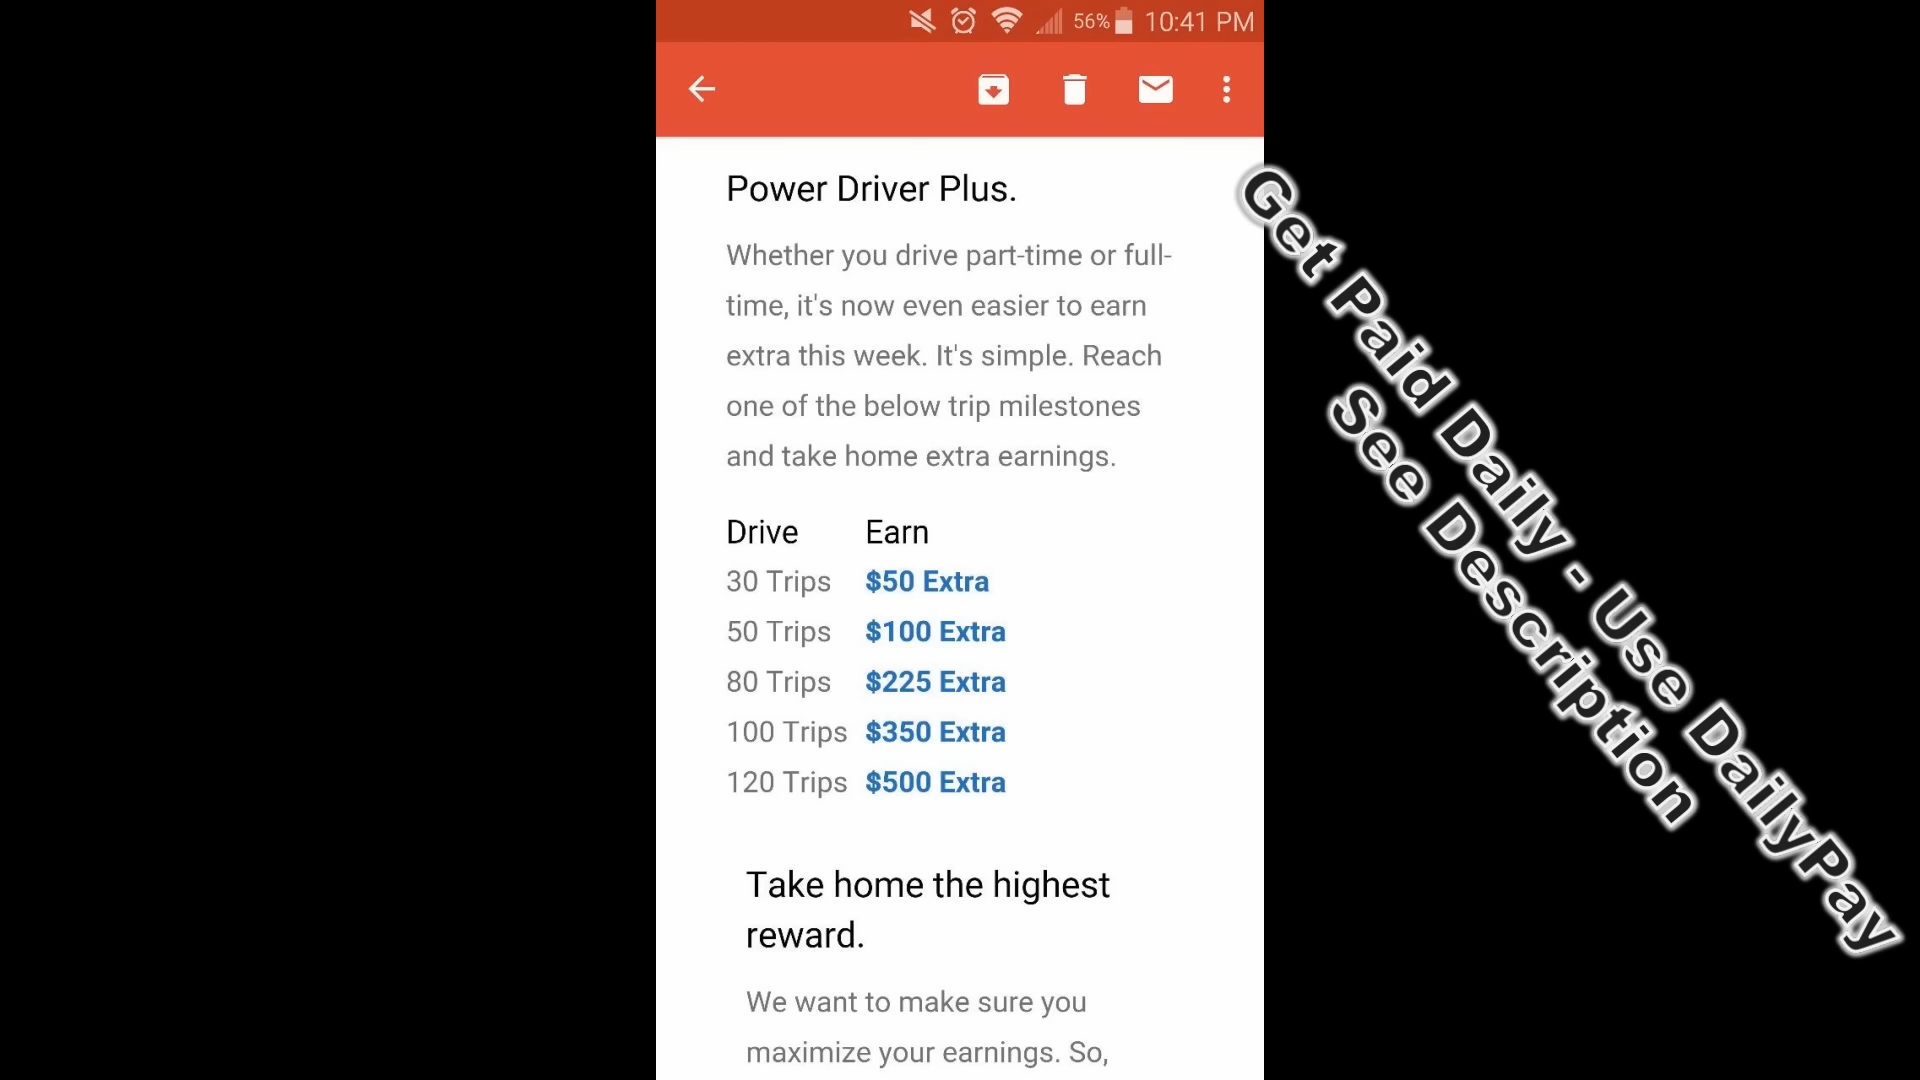 56% 10:41 PM
Power Driver Plus.
Whether you drive part-time or full-
time, it's now even easier to earn
extra this week. It's simple. Reach
one of the below trip milestones
and take home extra earnings.
Drive Earn
30 Trips $50 Extra
50 Trips $100 Extra
80 Trips $225 Extra
100 Trips $350 Extra
120 Trips $500 Extra
Take home the highest
reward.
We want to make sure you
maximize your earnings. So,
Get Paid Daily - Use DailyPay
See Description